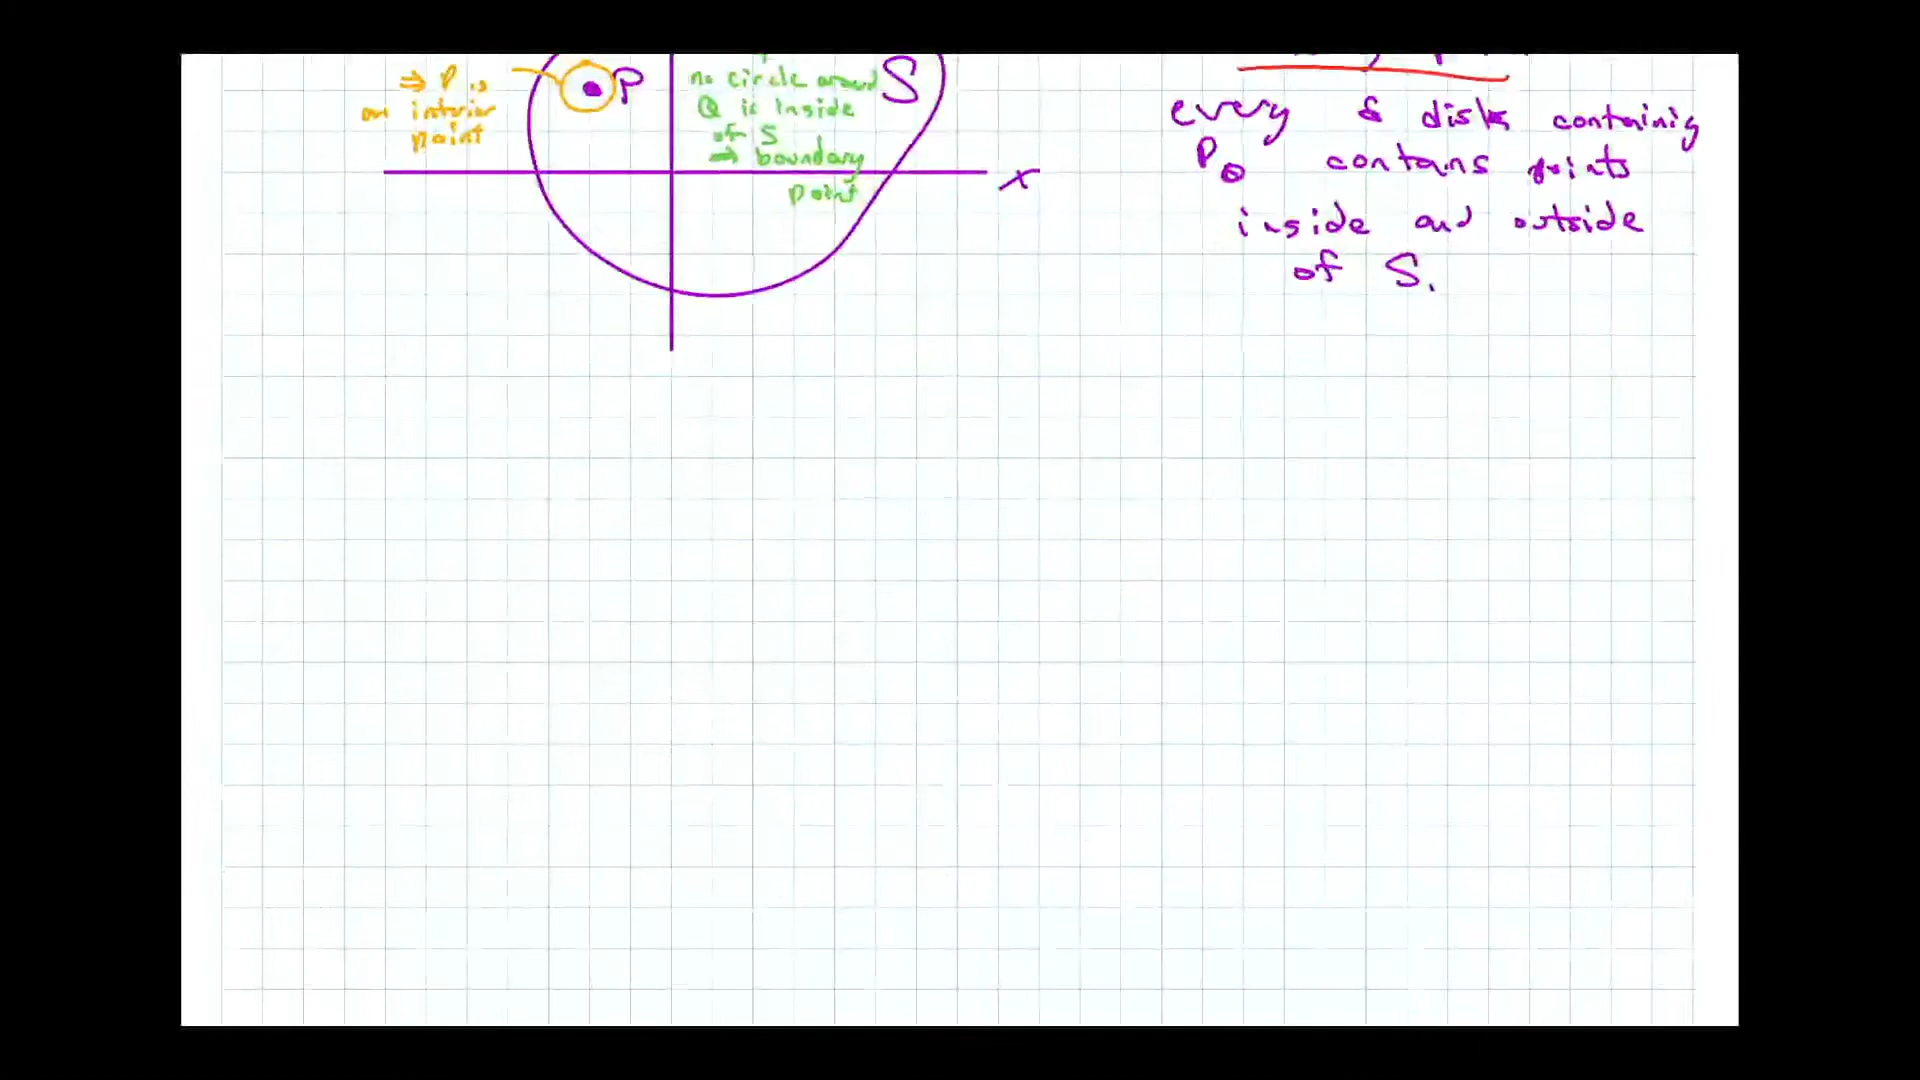 ⇒ P is
an interior
point
P
no circle around
Q is inside
of S
⇒ boundary
point
S
x
every δ disk containing
P₀ contains points
inside and outside
of S.